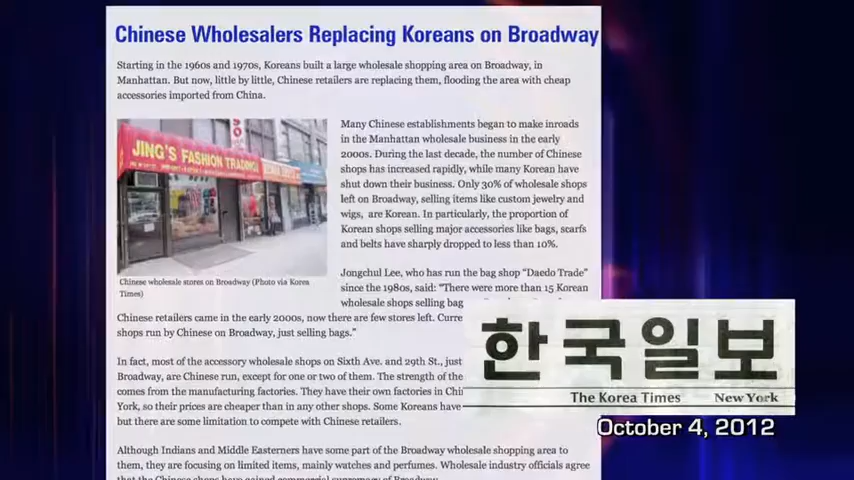 Chinese Wholesalers Replacing Koreans on Broadway
Starting in the 1960s and 1970s, Koreans built a large wholesale shopping area on Broadway, in
Manhattan. But now, little by little, Chinese retailers are replacing them, flooding the area with cheap
accessories imported from China.
JING'S FASHION TRADING
Many Chinese establishments began to make inroads
in the Manhattan wholesale business in the early
2000s. During the last decade, the number of Chinese
shops has increased rapidly, while many Korean have
shut down their business. Only 30% of wholesale shops
left on Broadway, selling items like custom jewelry and
wigs, are Korean. In particularly, the proportion of
Korean shops selling major accessories like bags, scarfs
and belts have sharply dropped to less than 10%.
Chinese wholesale stores on Broadway (Photo via Korea
Times)
Jongchul Lee, who has run the bag shop “Daedo Trade”
since the 1980s, said: “There were more than 15 Korean
wholesale shops selling bag
Chinese retailers came in the early 2000s, now there are few stores left. Curre
shops run by Chinese on Broadway, just selling bags.”
In fact, most of the accessory wholesale shops on Sixth Ave. and 29th St., just
Broadway, are Chinese run, except for one or two of them. The strength of the
comes from the manufacturing factories. They have their own factories in Chi
York, so their prices are cheaper than in any other shops. Some Koreans have
but there are some limitation to compete with Chinese retailers.
Although Indians and Middle Easterners have some part of the Broadway wholesale shopping area to
them, they are focusing on limited items, mainly watches and perfumes. Wholesale industry officials agree
that the Chinese shops have gained commercial supremacy of Broadway.
한국일보
The Korea Times New York
October 4, 2012